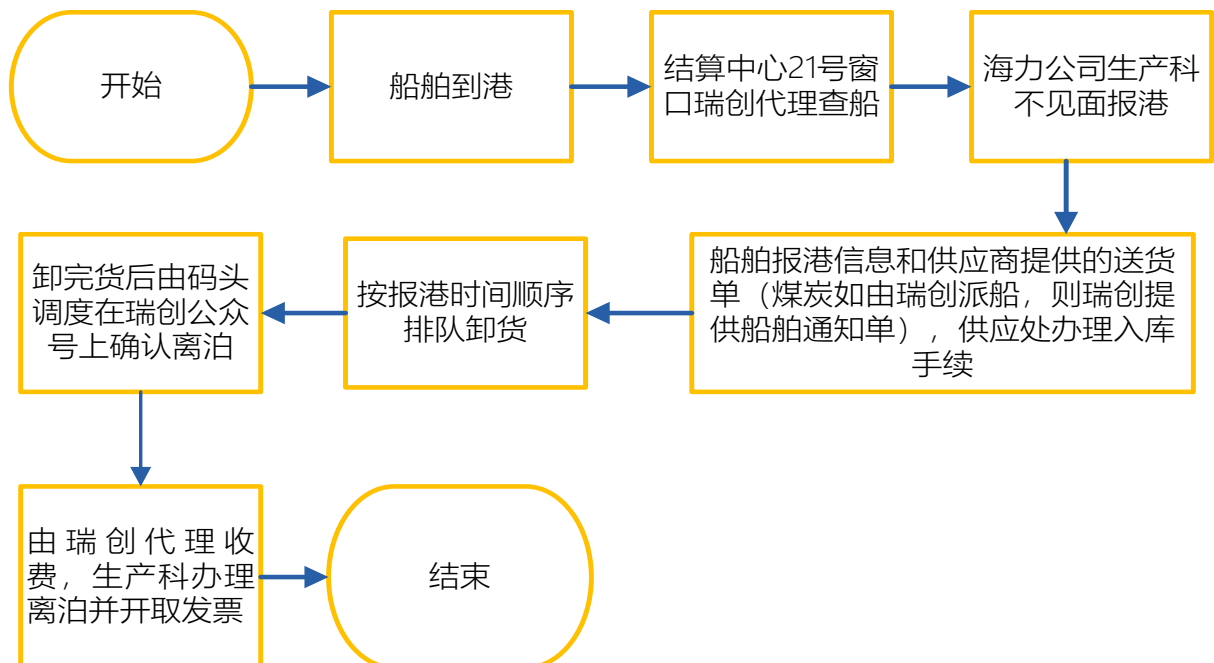 开始
船舶到港
结算中心21号窗
口瑞创代理查船
海力公司生产科
不见面报港
船舶报港信息和供应商提供的送货
单（煤炭如由瑞创派船，则瑞创提
供船舶通知单），供应处办理入库
手续
按报港时间顺序
排队卸货
卸完货后由码头
调度在瑞创公众
号上确认离泊
由瑞创代理收
费，生产科办理
离泊并开取发票
结束